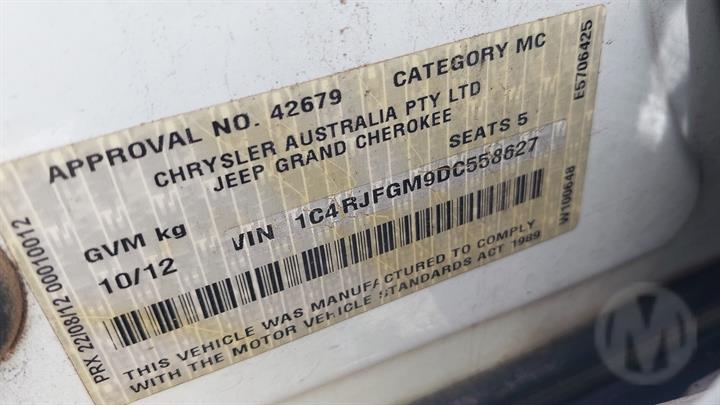 APPROVAL NO. 42679 CATEGORY MC
CHRYSLER AUSTRALIA PTY LTD
JEEP GRAND CHEROKEE
SEATS 5
GVM kg VIN 1C4RJFGM9DC558627
10/12
THIS VEHICLE WAS MANUFACTURED TO COMPLY
WITH THE MOTOR VEHICLE STANDARDS ACT 1989
PRX 22/08/12 00010012
E5706425
W100648
M